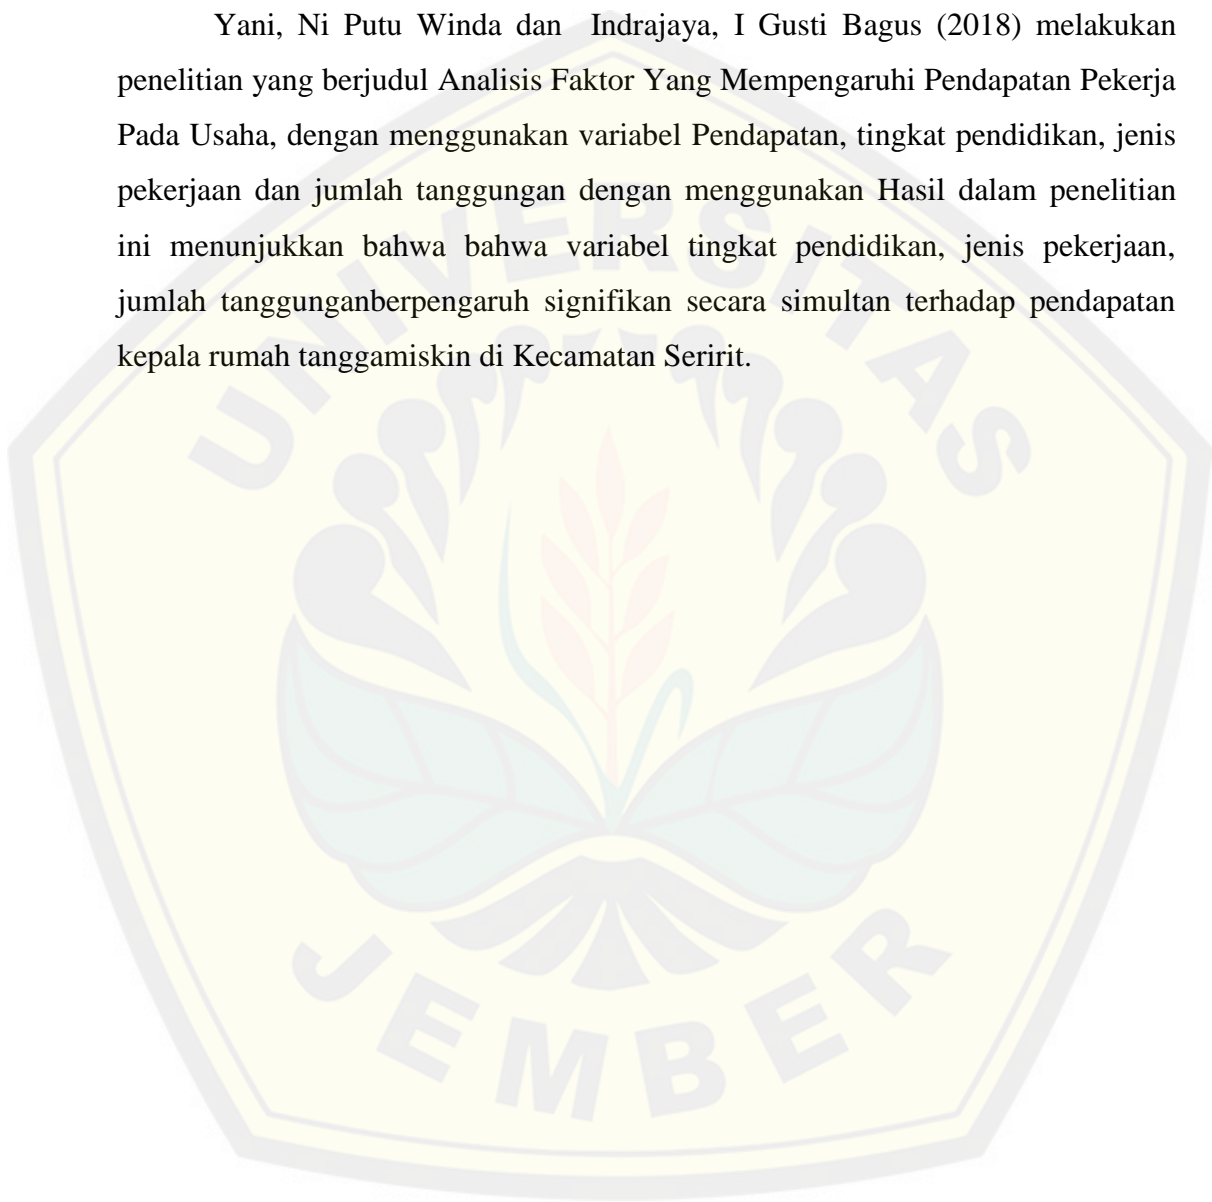 Yani, Ni Putu Winda dan Indrajaya, I Gusti Bagus (2018) melakukan
penelitian yang berjudul Analisis Faktor Yang Mempengaruhi Pendapatan Pekerja
Pada Usaha, dengan menggunakan variabel Pendapatan, tingkat pendidikan, jenis
pekerjaan dan jumlah tanggungan dengan menggunakan Hasil dalam penelitian
ini menunjukkan bahwa bahwa variabel tingkat pendidikan, jenis pekerjaan,
jumlah tanggunganberpengaruh signifikan secara simultan terhadap pendapatan
kepala rumah tanggamiskin di Kecamatan Seririt.
UNIVERSITAS
JEMBER